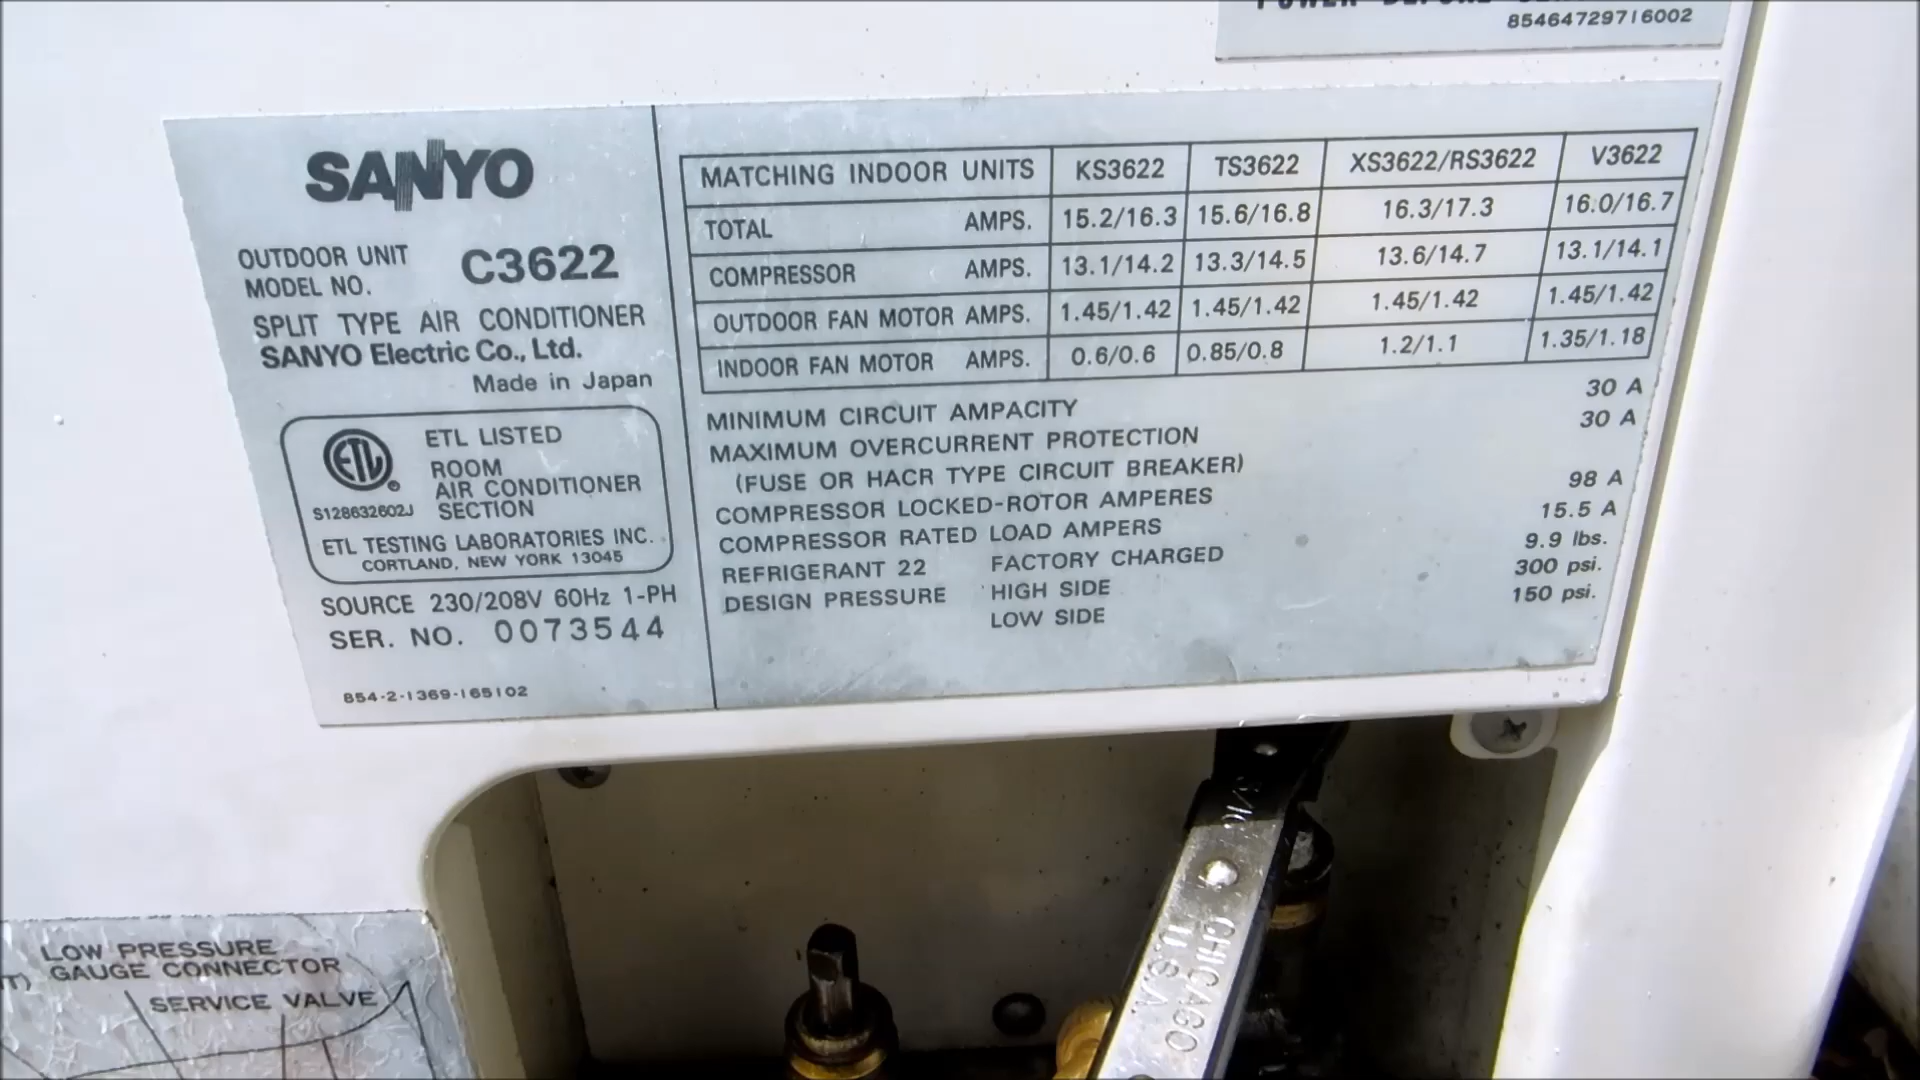 85464729716002
SANYO
OUTDOOR UNIT
MODEL NO. C3622
SPLIT TYPE AIR CONDITIONER
SANYO Electric Co., Ltd.
Made in Japan
ETL
ETL LISTED
ROOM
AIR CONDITIONER
S128632602J SECTION
ETL TESTING LABORATORIES INC.
CORTLAND, NEW YORK 13045
SOURCE 230/208V 60Hz 1-PH
SER. NO. 0073544
854-2-1369-165102
MATCHING INDOOR UNITS KS3622 TS3622 XS3622/RS3622 V3622
TOTAL AMPS. 15.2/16.3 15.6/16.8 16.3/17.3 16.0/16.7
COMPRESSOR AMPS. 13.1/14.2 13.3/14.5 13.6/14.7 13.1/14.1
OUTDOOR FAN MOTOR AMPS. 1.45/1.42 1.45/1.42 1.45/1.42 1.45/1.42
INDOOR FAN MOTOR AMPS. 0.6/0.6 0.85/0.8 1.2/1.1 1.35/1.18
MINIMUM CIRCUIT AMPACITY 30 A
MAXIMUM OVERCURRENT PROTECTION 30 A
(FUSE OR HACR TYPE CIRCUIT BREAKER)
COMPRESSOR LOCKED-ROTOR AMPERES 98 A
COMPRESSOR RATED LOAD AMPERS 15.5 A
REFRIGERANT 22 FACTORY CHARGED 9.9 lbs.
DESIGN PRESSURE HIGH SIDE 300 psi.
LOW SIDE 150 psi.
LOW PRESSURE
GAUGE CONNECTOR
SERVICE VALVE
CHICAGO
U.S.A.